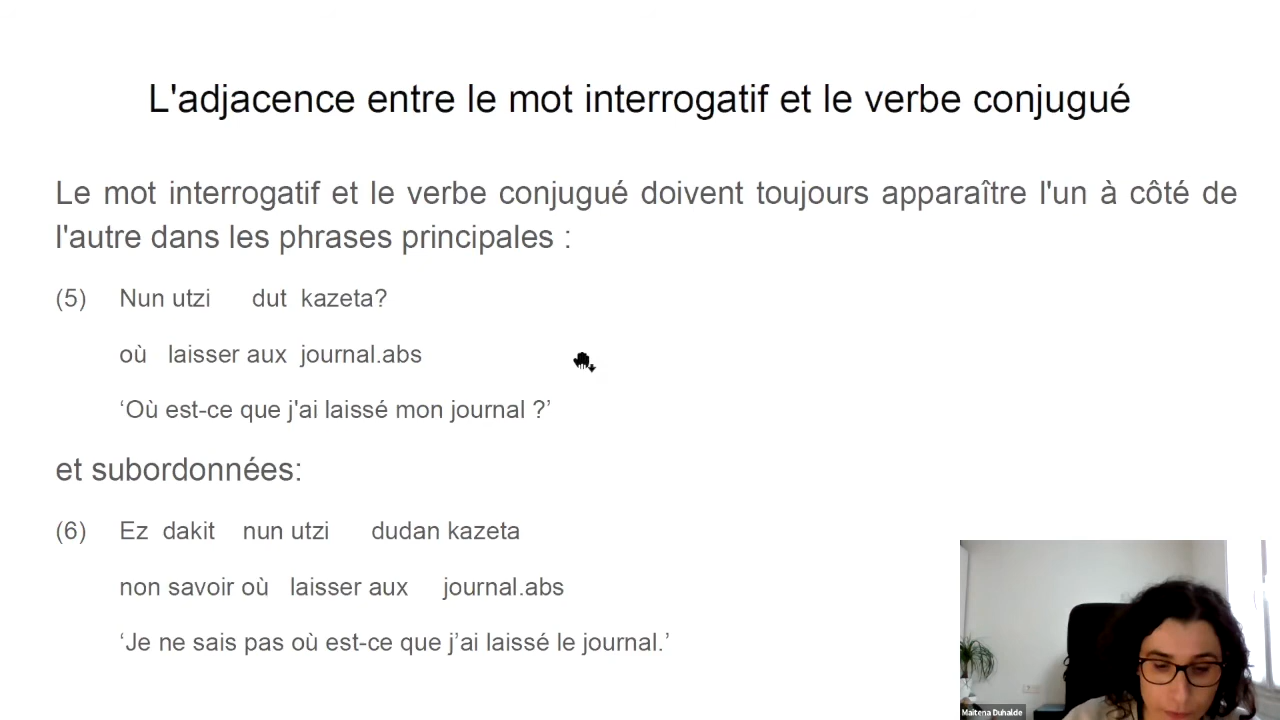 L'adjacence entre le mot interrogatif et le verbe conjugué
Le mot interrogatif et le verbe conjugué doivent toujours apparaître l'un à côté de
l'autre dans les phrases principales :
(5) Nun utzi dut kazeta?
où laisser aux journal.abs
‘Où est-ce que j'ai laissé mon journal ?’
et subordonnées:
(6) Ez dakit nun utzi dudan kazeta
non savoir où laisser aux journal.abs
‘Je ne sais pas où est-ce que j’ai laissé le journal.’
Maitena Duhalde